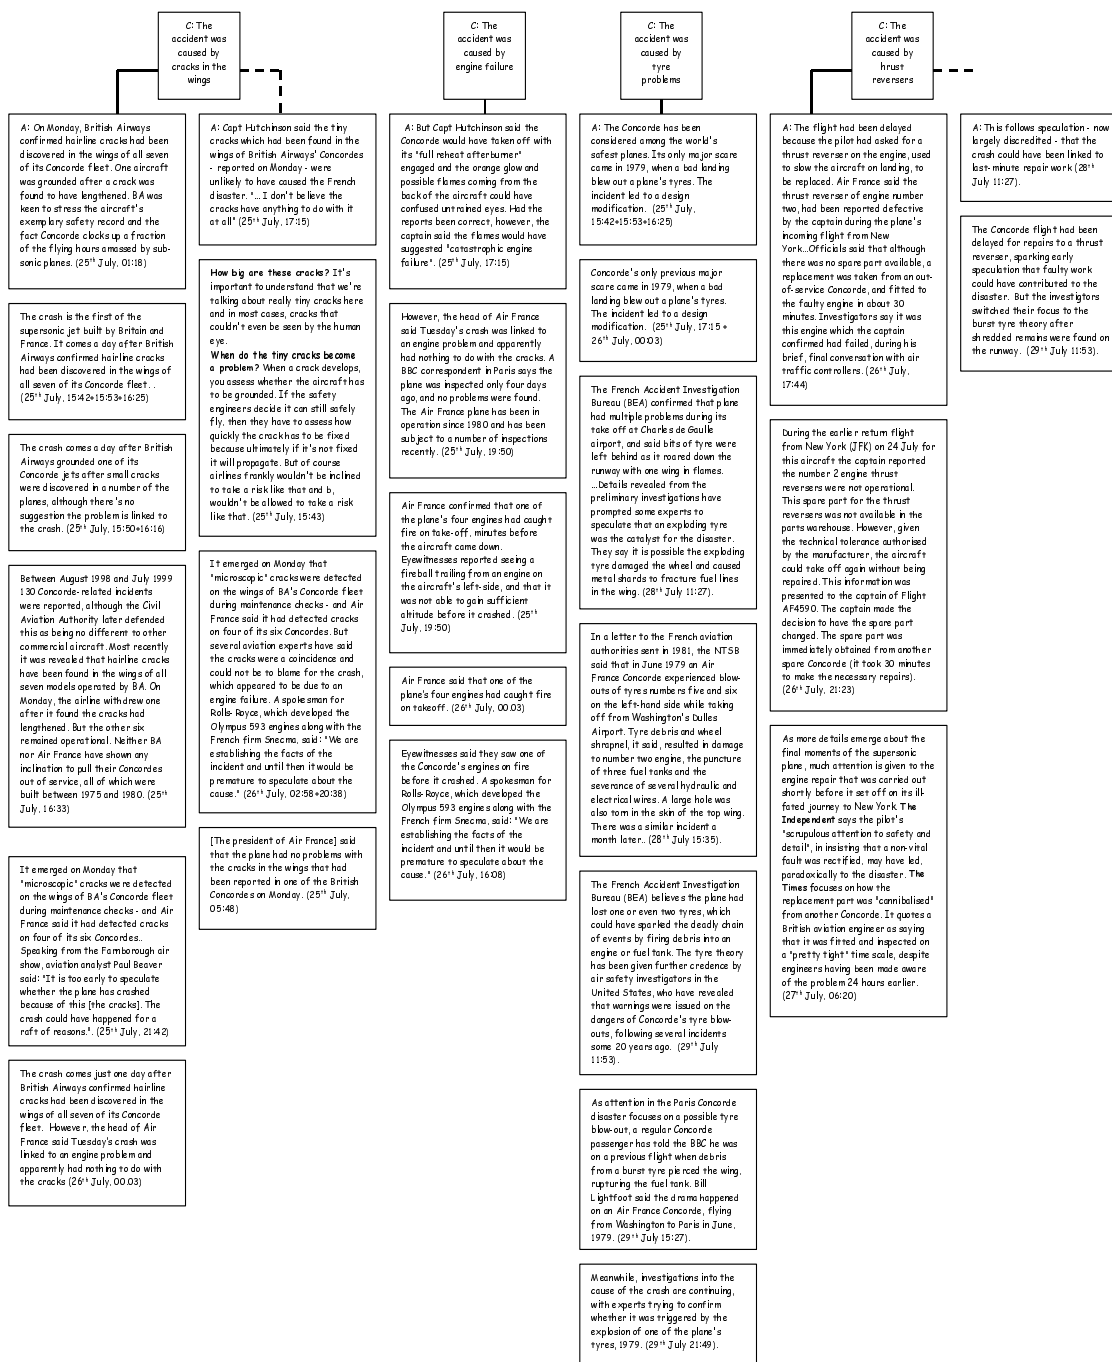 C: The
accident was
caused by
cracks in the
wings
C: The
accident was
caused by
engine failure
C: The
accident was
caused by
tyre
problems
C: The
accident was
caused by
thrust
reversers
A: On Monday, British Airways
confirmed hairline cracks had been
discovered in the wings of all seven
of its Concorde fleet. One aircraft
was grounded after a crack was
found to have lengthened. BA was
keen to stress the aircraft's
exemplary safety record and the
fact Concorde clocks up a fraction
of the flying hours amassed by sub-
sonic planes. (25th July, 01:18)
The crash is the first of the
supersonic jet built by Britain and
France. It comes a day after British
Airways confirmed hairline cracks
had been discovered in the wings of
all seven of its Concorde fleet. . .
(25th July, 15:42+15:53+16:25)
The crash comes a day after British
Airways grounded one of its
Concorde jets after small cracks
were discovered in a number of the
planes, although there's no
suggestion the problem is linked to
the crash. (25th July, 15:50+16:16)
Between August 1998 and July 1999
130 Concorde-related incidents
were reported, although the Civil
Aviation Authority later defended
this as being no different to other
commercial aircraft. Most recently
it was revealed that hairline cracks
have been found in the wings of all
seven models operated by BA. On
Monday, the airline withdrew one
after it found the cracks had
lengthened. But the other six
remained operational. Neither BA
nor Air France have shown any
inclination to pull their Concordes
out of service, all of which were
built between 1975 and 1980. (25th
July, 16:33)
It emerged on Monday that
"microscopic" cracks were detected
on the wings of BA's Concorde fleet
during maintenance checks - and Air
France said it had detected cracks
on four of its six Concordes..
Speaking from the Farnborough air
show, aviation analyst Paul Beaver
said: "It is too early to speculate
whether the plane has crashed
because of this [the cracks]. The
crash could have happened for a
raft of reasons.". (25th July, 21:42)
The crash comes just one day after
British Airways confirmed hairline
cracks had been discovered in the
wings of all seven of its Concorde
fleet. However, the head of Air
France said Tuesday's crash was
linked to an engine problem and
apparently had nothing to do with
the cracks (26th July, 00.03)
A: Capt Hutchinson said the tiny
cracks which had been found in the
wings of British Airways' Concordes
- reported on Monday - were
unlikely to have caused the French
disaster. "... I don't believe the
cracks have anything to do with it
at all" (25th July, 17:15)
How big are these cracks? It's
important to understand that we're
talking about really tiny cracks here
and in most cases, cracks that
couldn't even be seen by the human
eye.
When do the tiny cracks become
a problem? When a crack develops,
you assess whether the aircraft has
to be grounded. If the safety
engineers decide it can still safely
fly, then they have to assess how
quickly the crack has to be fixed
because ultimately if it's not fixed
it will propagate. But of course
airlines frankly wouldn't be inclined
to take a risk like that and b,
wouldn't be allowed to take a risk
like that. (25th July, 15:43)
It emerged on Monday that
"microscopic" cracks were detected
on the wings of BA's Concorde fleet
during maintenance checks - and Air
France said it had detected cracks
on four of its six Concordes. But
several aviation experts have said
the cracks were a coincidence and
could not be to blame for the crash,
which appeared to be due to an
engine failure. A spokesman for
Rolls-Royce, which developed the
Olympus 593 engines along with the
French firm Snecma, said: "We are
establishing the facts of the
incident and until then it would be
premature to speculate about the
cause." (26th July, 02:58+20:38)
[The president of Air France] said
that the plane had no problems with
the cracks in the wings that had
been reported in one of the British
Concordes on Monday. (25th July,
05:48)
A: But Capt Hutchinson said the
Concorde would have taken off with
its "full reheat afterburner"
engaged and the orange glow and
possible flames coming from the
back of the aircraft could have
confused untrained eyes. Had the
reports been correct, however, the
captain said the flames would have
suggested "catastrophic engine
failure". (25th July, 17:15)
However, the head of Air France
said Tuesday's crash was linked to
an engine problem and apparently
had nothing to do with the cracks. A
BBC correspondent in Paris says the
plane was inspected only four days
ago, and no problems were found.
The Air France plane has been in
operation since 1980 and has been
subject to a number of inspections
recently. (25th July, 19:50)
Air France confirmed that one of
the plane's four engines had caught
fire on take-off, minutes before
the aircraft came down.
Eyewitnesses reported seeing a
fireball trailing from an engine on
the aircraft's left-side, and that it
was not able to gain sufficient
altitude before it crashed. (25th
July, 19:50)
Air France said that one of the
plane's four engines had caught fire
on takeoff. (26th July, 00.03)
Eyewitnesses said they saw one of
the Concorde's engines on fire
before it crashed. A spokesman for
Rolls-Royce, which developed the
Olympus 593 engines along with the
French firm Snecma, said: "We are
establishing the facts of the
incident and until then it would be
premature to speculate about the
cause." (26th July, 16:08)
A: The Concorde has been
considered among the world's
safest planes. Its only major scare
came in 1979, when a bad landing
blew out a plane's tyres. The
incident led to a design
modification. (25th July,
15:42+15:53+16:25)
Concorde's only previous major
scare came in 1979, when a bad
landing blew out a plane's tyres.
The incident led to a design
modification. (25th July, 17:15 +
26th July, 00:03)
The French Accident Investigation
Bureau (BEA) confirmed that plane
had multiple problems during its
take off at Charles de Gaulle
airport, and said bits of tyre were
left behind as it roared down the
runway with one wing in flames.
...Details revealed from the
preliminary investigations have
prompted some experts to
speculate that an exploding tyre
was the catalyst for the disaster.
They say it is possible the exploding
tyre damaged the wheel and caused
metal shards to fracture fuel lines
in the wing. (28th July 11:27).
In a letter to the French aviation
authorities sent in 1981, the NTSB
said that in June 1979 an Air
France Concorde experienced blow-
outs of tyres numbers five and six
on the left-hand side while taking
off from Washington's Dulles
Airport. Tyre debris and wheel
shrapnel, it said, resulted in damage
to number two engine, the puncture
of three fuel tanks and the
severance of several hydraulic and
electrical wires. A large hole was
also torn in the skin of the top wing.
There was a similar incident a
month later.. (28th July 15:35).
The French Accident Investigation
Bureau (BEA) believes the plane had
lost one or even two tyres, which
could have sparked the deadly chain
of events by firing debris into an
engine or fuel tank. The tyre theory
has been given further credence by
air safety investigators in the
United States, who have revealed
that warnings were issued on the
dangers of Concorde's tyre blow-
outs, following several incidents
some 20 years ago. (29th July
11:53).
As attention in the Paris Concorde
disaster focuses on a possible tyre
blow-out, a regular Concorde
passenger has told the BBC he was
on a previous flight when debris
from a burst tyre pierced the wing,
rupturing the fuel tank. Bill
Lightfoot said the drama happened
on an Air France Concorde, flying
from Washington to Paris in June,
1979. (29th July 15:27).
Meanwhile, investigations into the
cause of the crash are continuing,
with experts trying to confirm
whether it was triggered by the
explosion of one of the plane's
tyres, 1979. (29th July 21:49).
A: The flight had been delayed
because the pilot had asked for a
thrust reverser on the engine, used
to slow the aircraft on landing, to
be replaced. Air France said the
thrust reverser of engine number
two, had been reported defective
by the captain during the plane's
incoming flight from New
York...Officials said that although
there was no spare part available, a
replacement was taken from an out-
of-service Concorde, and fitted to
the faulty engine in about 30
minutes. Investigators say it was
this engine which the captain
confirmed had failed, during his
brief, final conversation with air
traffic controllers. (26th July,
17:44)
During the earlier return flight
from New York (JFK) on 24 July for
this aircraft the captain reported
the number 2 engine thrust
reversers were not operational.
This spare part for the thrust
reversers was not available in the
parts warehouse. However, given
the technical tolerance authorised
by the manufacturer, the aircraft
could take off again without being
repaired. This information was
presented to the captain of Flight
AF4590. The captain made the
decision to have the spare part
changed. The spare part was
immediately obtained from another
spare Concorde (it took 30 minutes
to make the necessary repairs).
(26th July, 21:23)
As more details emerge about the
final moments of the supersonic
plane, much attention is given to the
engine repair that was carried out
shortly before it set off on its ill-
fated journey to New York. The
Independent says the pilot's
"scrupulous attention to safety and
detail", in insisting that a non-vital
fault was rectified, may have led,
paradoxically to the disaster. The
Times focuses on how the
replacement part was "cannibalised"
from another Concorde. It quotes a
British aviation engineer as saying
that it was fitted and inspected on
a "pretty tight" time scale, despite
engineers having been made aware
of the problem 24 hours earlier.
(27th July, 06:20)
A: This follows speculation - now
largely discredited - that the
crash could have been linked to
last-minute repair work (28th
July 11:27).
The Concorde flight had been
delayed for repairs to a thrust
reverser, sparking early
speculation that faulty work
could have contributed to the
disaster. But the investigtors
switched their focus to the
burst tyre theory after
shredded remains were found on
the runway. (29th July 11:53).